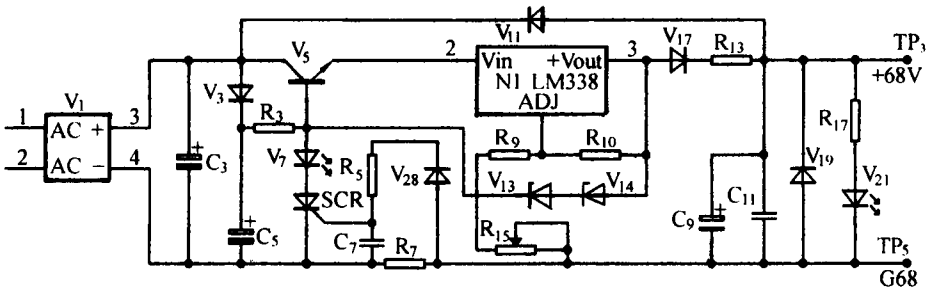 V11
V5
2
Vin
+Vout
3
V17
R13
TP3
+68V
N1 LM338
ADJ
V1
1
AC +
3
2
AC −
4
V3
R3
C3
V7
R5
V28
SCR
R9
R10
V13
V14
R15
R17
V19
V21
C9
C11
C5
C7
R7
TP5
G68